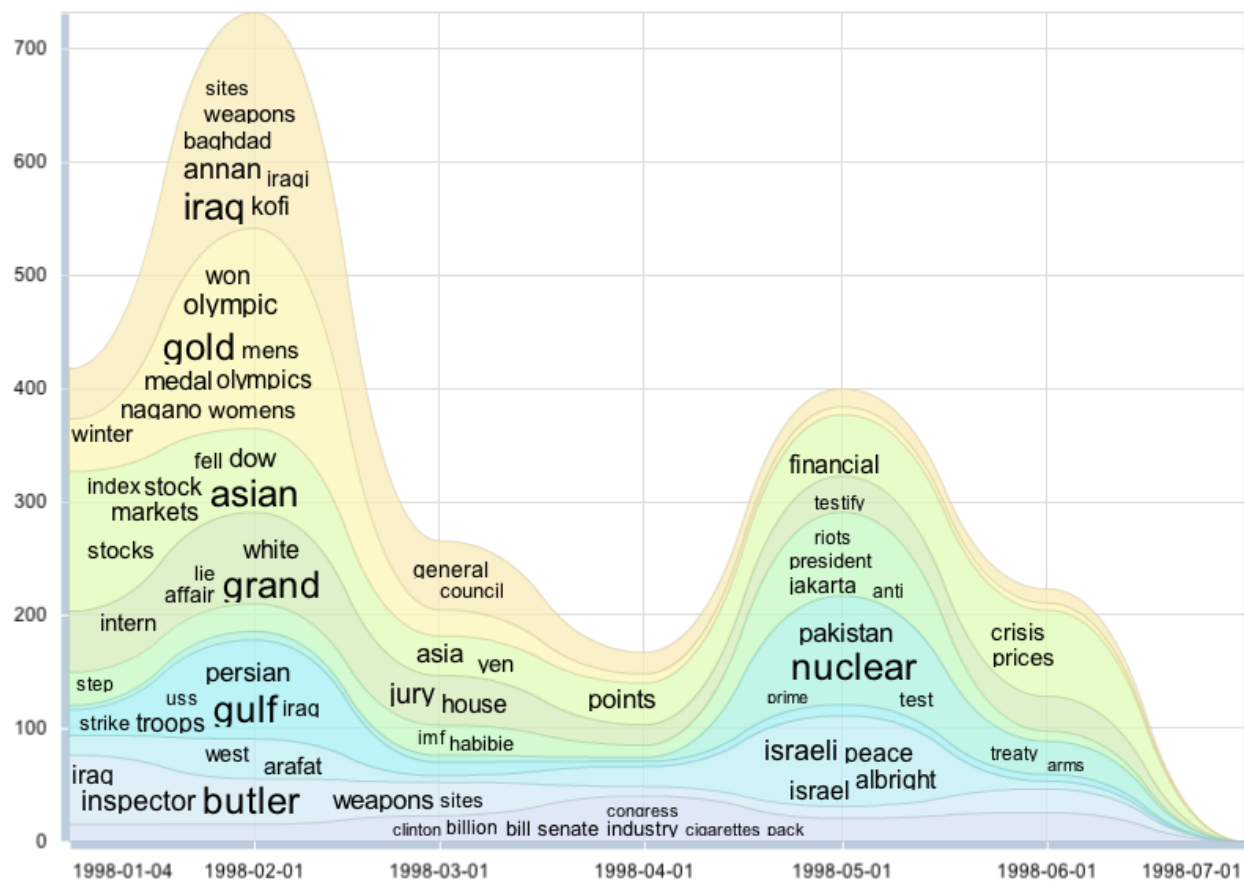 700
600
500
400
300
200
100
0
sites
weapons
baghdad
annan iraqi
iraq kofi
won
olympic
gold mens
medal olympics
nagano womens
winter
fell dow
index stock asian
markets
stocks
white
lie
affair grand
intern
step
persian
uss
strike troops gulf iraq
west
arafat
iraq
inspector butler
weapons sites
general
council
asia yen
jury house
imf habibie
clinton billion bill senate industry cigarettes pack
congress
points
financial
testify
riots
president
jakarta anti
pakistan
nuclear
prime test
israeli peace
israel albright
crisis
prices
treaty
arms
1998-01-04 1998-02-01 1998-03-01 1998-04-01 1998-05-01 1998-06-01 1998-07-01